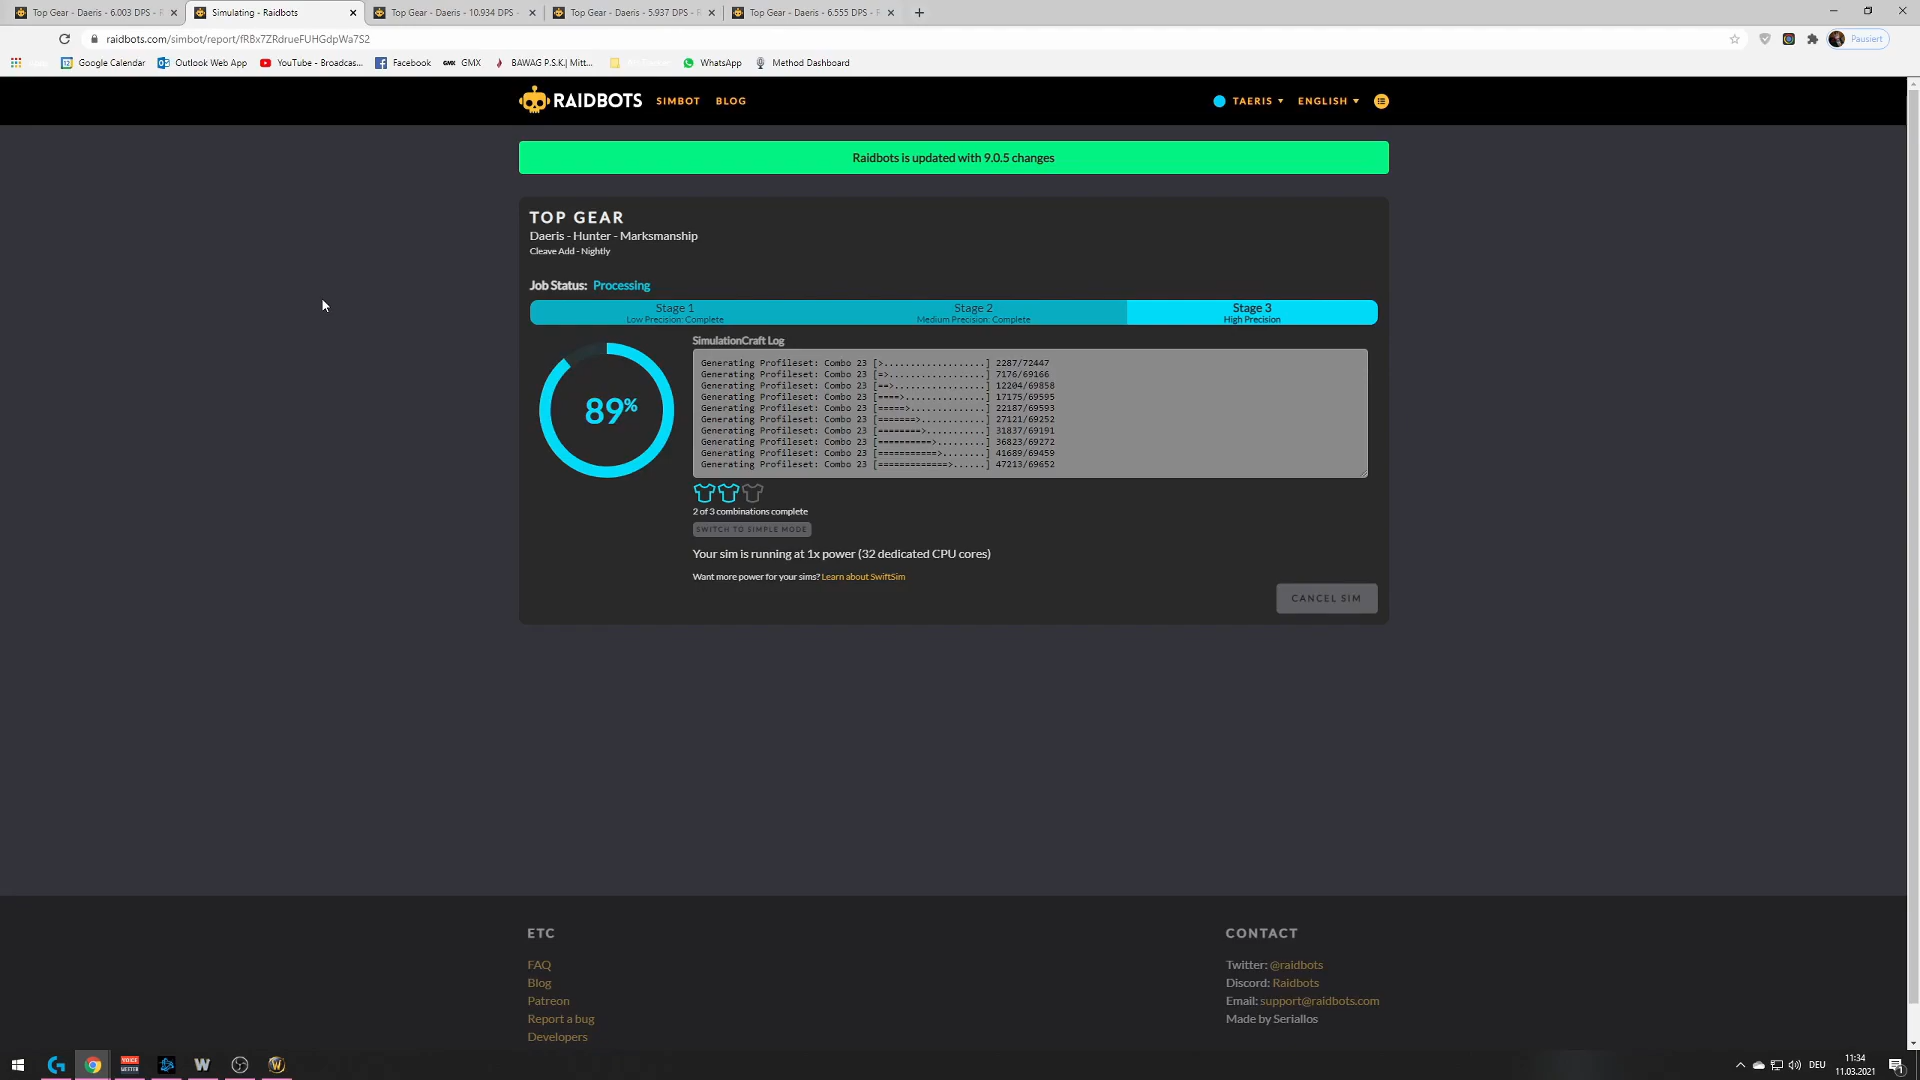 Top Gear - Daeris - 6.003 DPS - R
Simulating - Raidbots
Top Gear - Daeris - 10.934 DPS -
Top Gear - Daeris - 5.937 DPS - R
Top Gear - Daeris - 6.555 DPS - R
raidbots.com/simbot/report/fRBx7ZRdrueFUHGdpWa7S2
Pausiert
Google Calendar
Outlook Web App
YouTube - Broadcas...
Facebook
GMX GMX
BAWAG P.S.K.| Mitt...
WhatsApp
Method Dashboard
RAIDBOTS
SIMBOT
BLOG
TAERIS
ENGLISH
Raidbots is updated with 9.0.5 changes
TOP GEAR
Daeris - Hunter - Marksmanship
Cleave Add - Nightly
Job Status: Processing
Stage 1
Low Precision: Complete
Stage 2
Medium Precision: Complete
Stage 3
High Precision
89%
SimulationCraft Log
Generating Profileset: Combo 23 [>...................] 2287/72447
Generating Profileset: Combo 23 [=>..................] 7176/69166
Generating Profileset: Combo 23 [==>.................] 12204/69858
Generating Profileset: Combo 23 [====>...............] 17175/69595
Generating Profileset: Combo 23 [=====>..............] 22187/69593
Generating Profileset: Combo 23 [=======>............] 27121/69252
Generating Profileset: Combo 23 [========>...........] 31837/69191
Generating Profileset: Combo 23 [==========>.........] 36823/69272
Generating Profileset: Combo 23 [===========>........] 41689/69459
Generating Profileset: Combo 23 [=============>......] 47213/69652
2 of 3 combinations complete
SWITCH TO SIMPLE MODE
Your sim is running at 1x power (32 dedicated CPU cores)
Want more power for your sims? Learn about SwiftSim
CANCEL SIM
ETC
FAQ
Blog
Patreon
Report a bug
Developers
CONTACT
Twitter: @raidbots
Discord: Raidbots
Email: support@raidbots.com
Made by Seriallos
VOICE
MEETER
DEU
11:34
11.03.2021